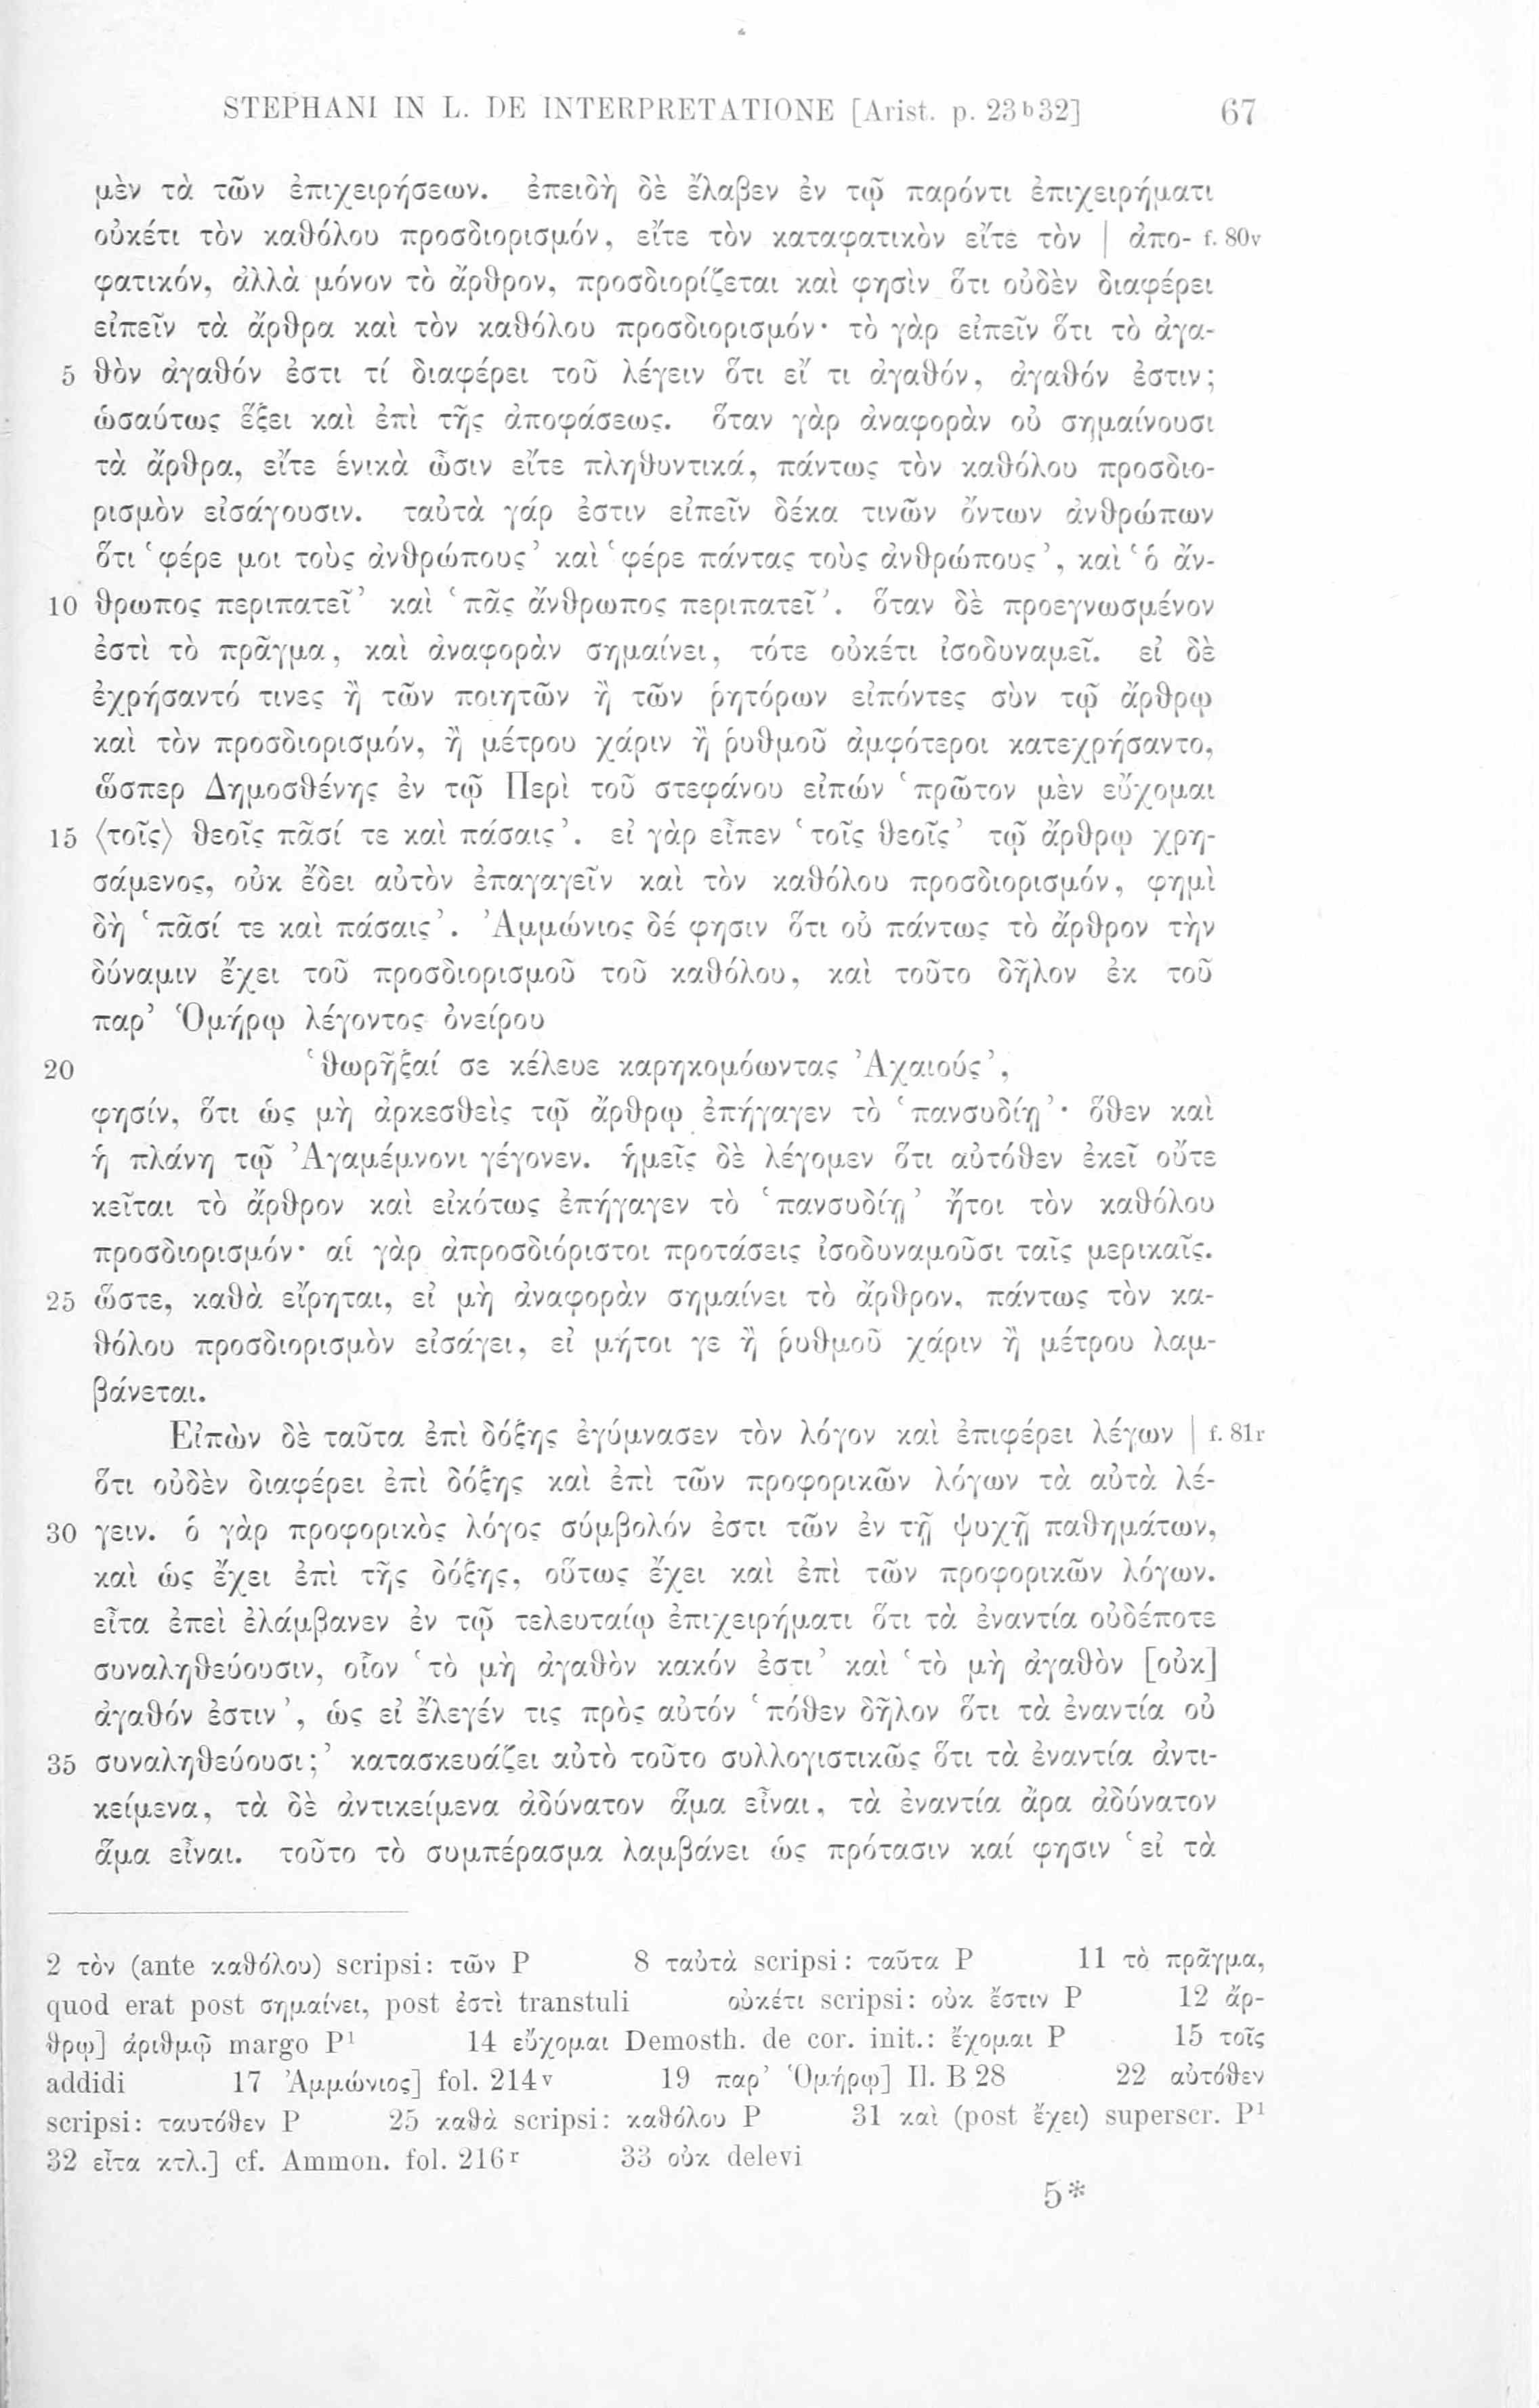 STEPHANI IN L. DE INTERPRETATIONE [Arist. p. 23ᵇ32] 67
μὲν τὰ τῶν ἐπιχειρήσεων. ἐπειδὴ δὲ ἔλαβεν ἐν τῷ παρόντι ἐπιχειρήματι
οὐκέτι τὸν καθόλου προσδιορισμόν, εἴτε τὸν καταφατικὸν εἴτε τὸν | ἀπο- f. 80v
φατικόν, ἀλλὰ μόνον τὸ ἄρθρον, προσδιορίζεται καὶ φησὶν ὅτι οὐδὲν διαφέρει
εἰπεῖν τὰ ἄρθρα καὶ τὸν καθόλου προσδιορισμόν· τὸ γὰρ εἰπεῖν ὅτι τὸ ἀγα-
5 θὸν ἀγαθόν ἐστι τί διαφέρει τοῦ λέγειν ὅτι εἴ τι ἀγαθόν, ἀγαθόν ἐστιν;
ὡσαύτως ἕξει καὶ ἐπὶ τῆς ἀποφάσεως. ὅταν γὰρ ἀναφορὰν οὐ σημαίνουσι
τὰ ἄρθρα, εἴτε ἑνικὰ ὦσιν εἴτε πληθυντικά, πάντως τὸν καθόλου προσδιο-
ρισμὸν εἰσάγουσιν. ταὐτὰ γάρ ἐστιν εἰπεῖν δέκα τινῶν ὄντων ἀνθρώπων
ὅτι ‘φέρε μοι τοὺς ἀνθρώπους’ καὶ ‘φέρε πάντας τοὺς ἀνθρώπους’, καὶ ‘ὁ ἄν-
10 θρωπος περιπατεῖ’ καὶ ‘πᾶς ἄνθρωπος περιπατεῖ’. ὅταν δὲ προεγνωσμένον
ἐστὶ τὸ πρᾶγμα, καὶ ἀναφορὰν σημαίνει, τότε οὐκέτι ἰσοδυναμεῖ. εἰ δὲ
ἐχρήσαντό τινες ἢ τῶν ποιητῶν ἢ τῶν ῥητόρων εἰπόντες σὺν τῷ ἄρθρῳ
καὶ τὸν προσδιορισμόν, ἢ μέτρου χάριν ἢ ῥυθμοῦ ἀμφότεροι κατεχρήσαντο,
ὥσπερ Δημοσθένης ἐν τῷ Περὶ τοῦ στεφάνου εἰπών ‘πρῶτον μὲν εὔχομαι
15 ⟨τοῖς⟩ θεοῖς πᾶσί τε καὶ πάσαις’. εἰ γὰρ εἶπεν ‘τοῖς θεοῖς’ τῷ ἄρθρῳ χρη-
σάμενος, οὐκ ἔδει αὐτὸν ἐπαγαγεῖν καὶ τὸν καθόλου προσδιορισμόν, φημὶ
δὴ ‘πᾶσί τε καὶ πάσαις’. Ἀμμώνιος δέ φησιν ὅτι οὐ πάντως τὸ ἄρθρον τὴν
δύναμιν ἔχει τοῦ προσδιορισμοῦ τοῦ καθόλου, καὶ τοῦτο δῆλον ἐκ τοῦ
παρ’ Ὁμήρῳ λέγοντος ὀνείρου
20 ‘θωρῆξαί σε κέλευε καρηκομόωντας Ἀχαιούς’,
φησίν, ὅτι ὡς μὴ ἀρκεσθεὶς τῷ ἄρθρῳ ἐπήγαγεν τὸ ‘πανσυδίῃ’· ὅθεν καὶ
ἡ πλάνη τῷ Ἀγαμέμνονι γέγονεν. ἡμεῖς δὲ λέγομεν ὅτι αὐτόθεν ἐκεῖ οὔτε
κεῖται τὸ ἄρθρον καὶ εἰκότως ἐπήγαγεν τὸ ‘πανσυδίῃ’ ἤτοι τὸν καθόλου
προσδιορισμόν· αἱ γὰρ ἀπροσδιόριστοι προτάσεις ἰσοδυναμοῦσι ταῖς μερικαῖς.
25 ὥστε, καθὰ εἴρηται, εἰ μὴ ἀναφορὰν σημαίνει τὸ ἄρθρον, πάντως τὸν κα-
θόλου προσδιορισμὸν εἰσάγει, εἰ μήτοι γε ἢ ῥυθμοῦ χάριν ἢ μέτρου λαμ-
βάνεται.
Εἰπὼν δὲ ταῦτα ἐπὶ δόξης ἐγύμνασεν τὸν λόγον καὶ ἐπιφέρει λέγων | f. 81r
ὅτι οὐδὲν διαφέρει ἐπὶ δόξης καὶ ἐπὶ τῶν προφορικῶν λόγων τὰ αὐτὰ λέ-
30 γειν. ὁ γὰρ προφορικὸς λόγος σύμβολόν ἐστι τῶν ἐν τῇ ψυχῇ παθημάτων,
καὶ ὡς ἔχει ἐπὶ τῆς δόξης, οὕτως ἔχει καὶ ἐπὶ τῶν προφορικῶν λόγων.
εἶτα ἐπεὶ ἐλάμβανεν ἐν τῷ τελευταίῳ ἐπιχειρήματι ὅτι τὰ ἐναντία οὐδέποτε
συναληθεύουσιν, οἷον ‘τὸ μὴ ἀγαθὸν κακόν ἐστι’ καὶ ‘τὸ μὴ ἀγαθὸν [οὐκ]
ἀγαθόν ἐστιν’, ὡς εἰ ἔλεγέν τις πρὸς αὐτόν ‘πόθεν δῆλον ὅτι τὰ ἐναντία οὐ
35 συναληθεύουσι;’ κατασκευάζει αὐτὸ τοῦτο συλλογιστικῶς ὅτι τὰ ἐναντία ἀντι-
κείμενα, τὰ δὲ ἀντικείμενα ἀδύνατον ἅμα εἶναι, τὰ ἐναντία ἄρα ἀδύνατον
ἅμα εἶναι. τοῦτο τὸ συμπέρασμα λαμβάνει ὡς πρότασιν καί φησιν ‘εἰ τὰ
2 τὸν (ante καθόλου) scripsi: τῶν P 8 ταὐτὰ scripsi: ταῦτα P 11 τὸ πρᾶγμα,
quod erat post σημαίνει, post ἐστὶ transtuli οὐκέτι scripsi: οὐκ ἔστιν P 12 ἄρ-
θρῳ] ἀριθμῷ margo P¹ 14 εὔχομαι Demosth. de cor. init.: ἔχομαι P 15 τοῖς
addidi 17 Ἀμμώνιος] fol. 214ᵛ 19 παρ’ Ὁμήρῳ] Il. B 28 22 αὐτόθεν
scripsi: ταυτόθεν P 25 καθὰ scripsi: καθόλου P 31 καὶ (post ἔχει) superscr. P¹
32 εἶτα κτλ.] cf. Ammon. fol. 216ʳ 33 οὐκ delevi
5*